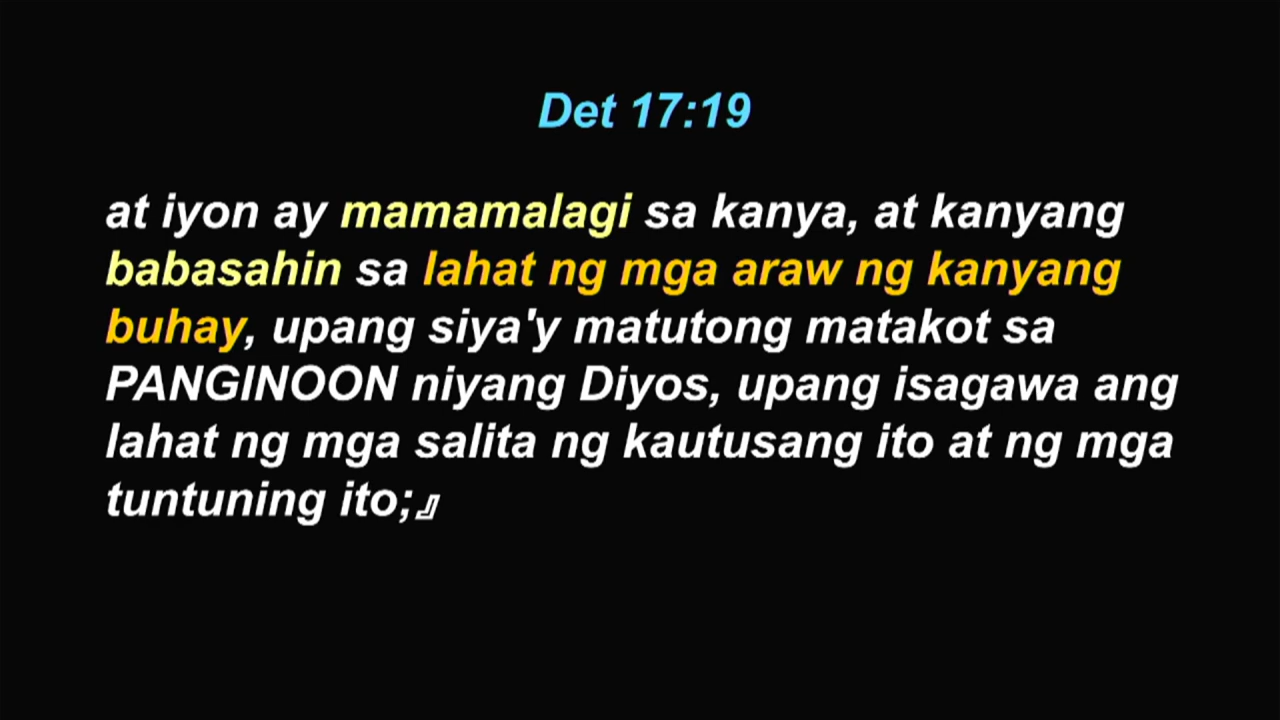 Det 17:19
at iyon ay mamamalagi sa kanya, at kanyang
babasahin sa lahat ng mga araw ng kanyang
buhay, upang siya'y matutong matakot sa
PANGINOON niyang Diyos, upang isagawa ang
lahat ng mga salita ng kautusang ito at ng mga
tuntuning ito;』